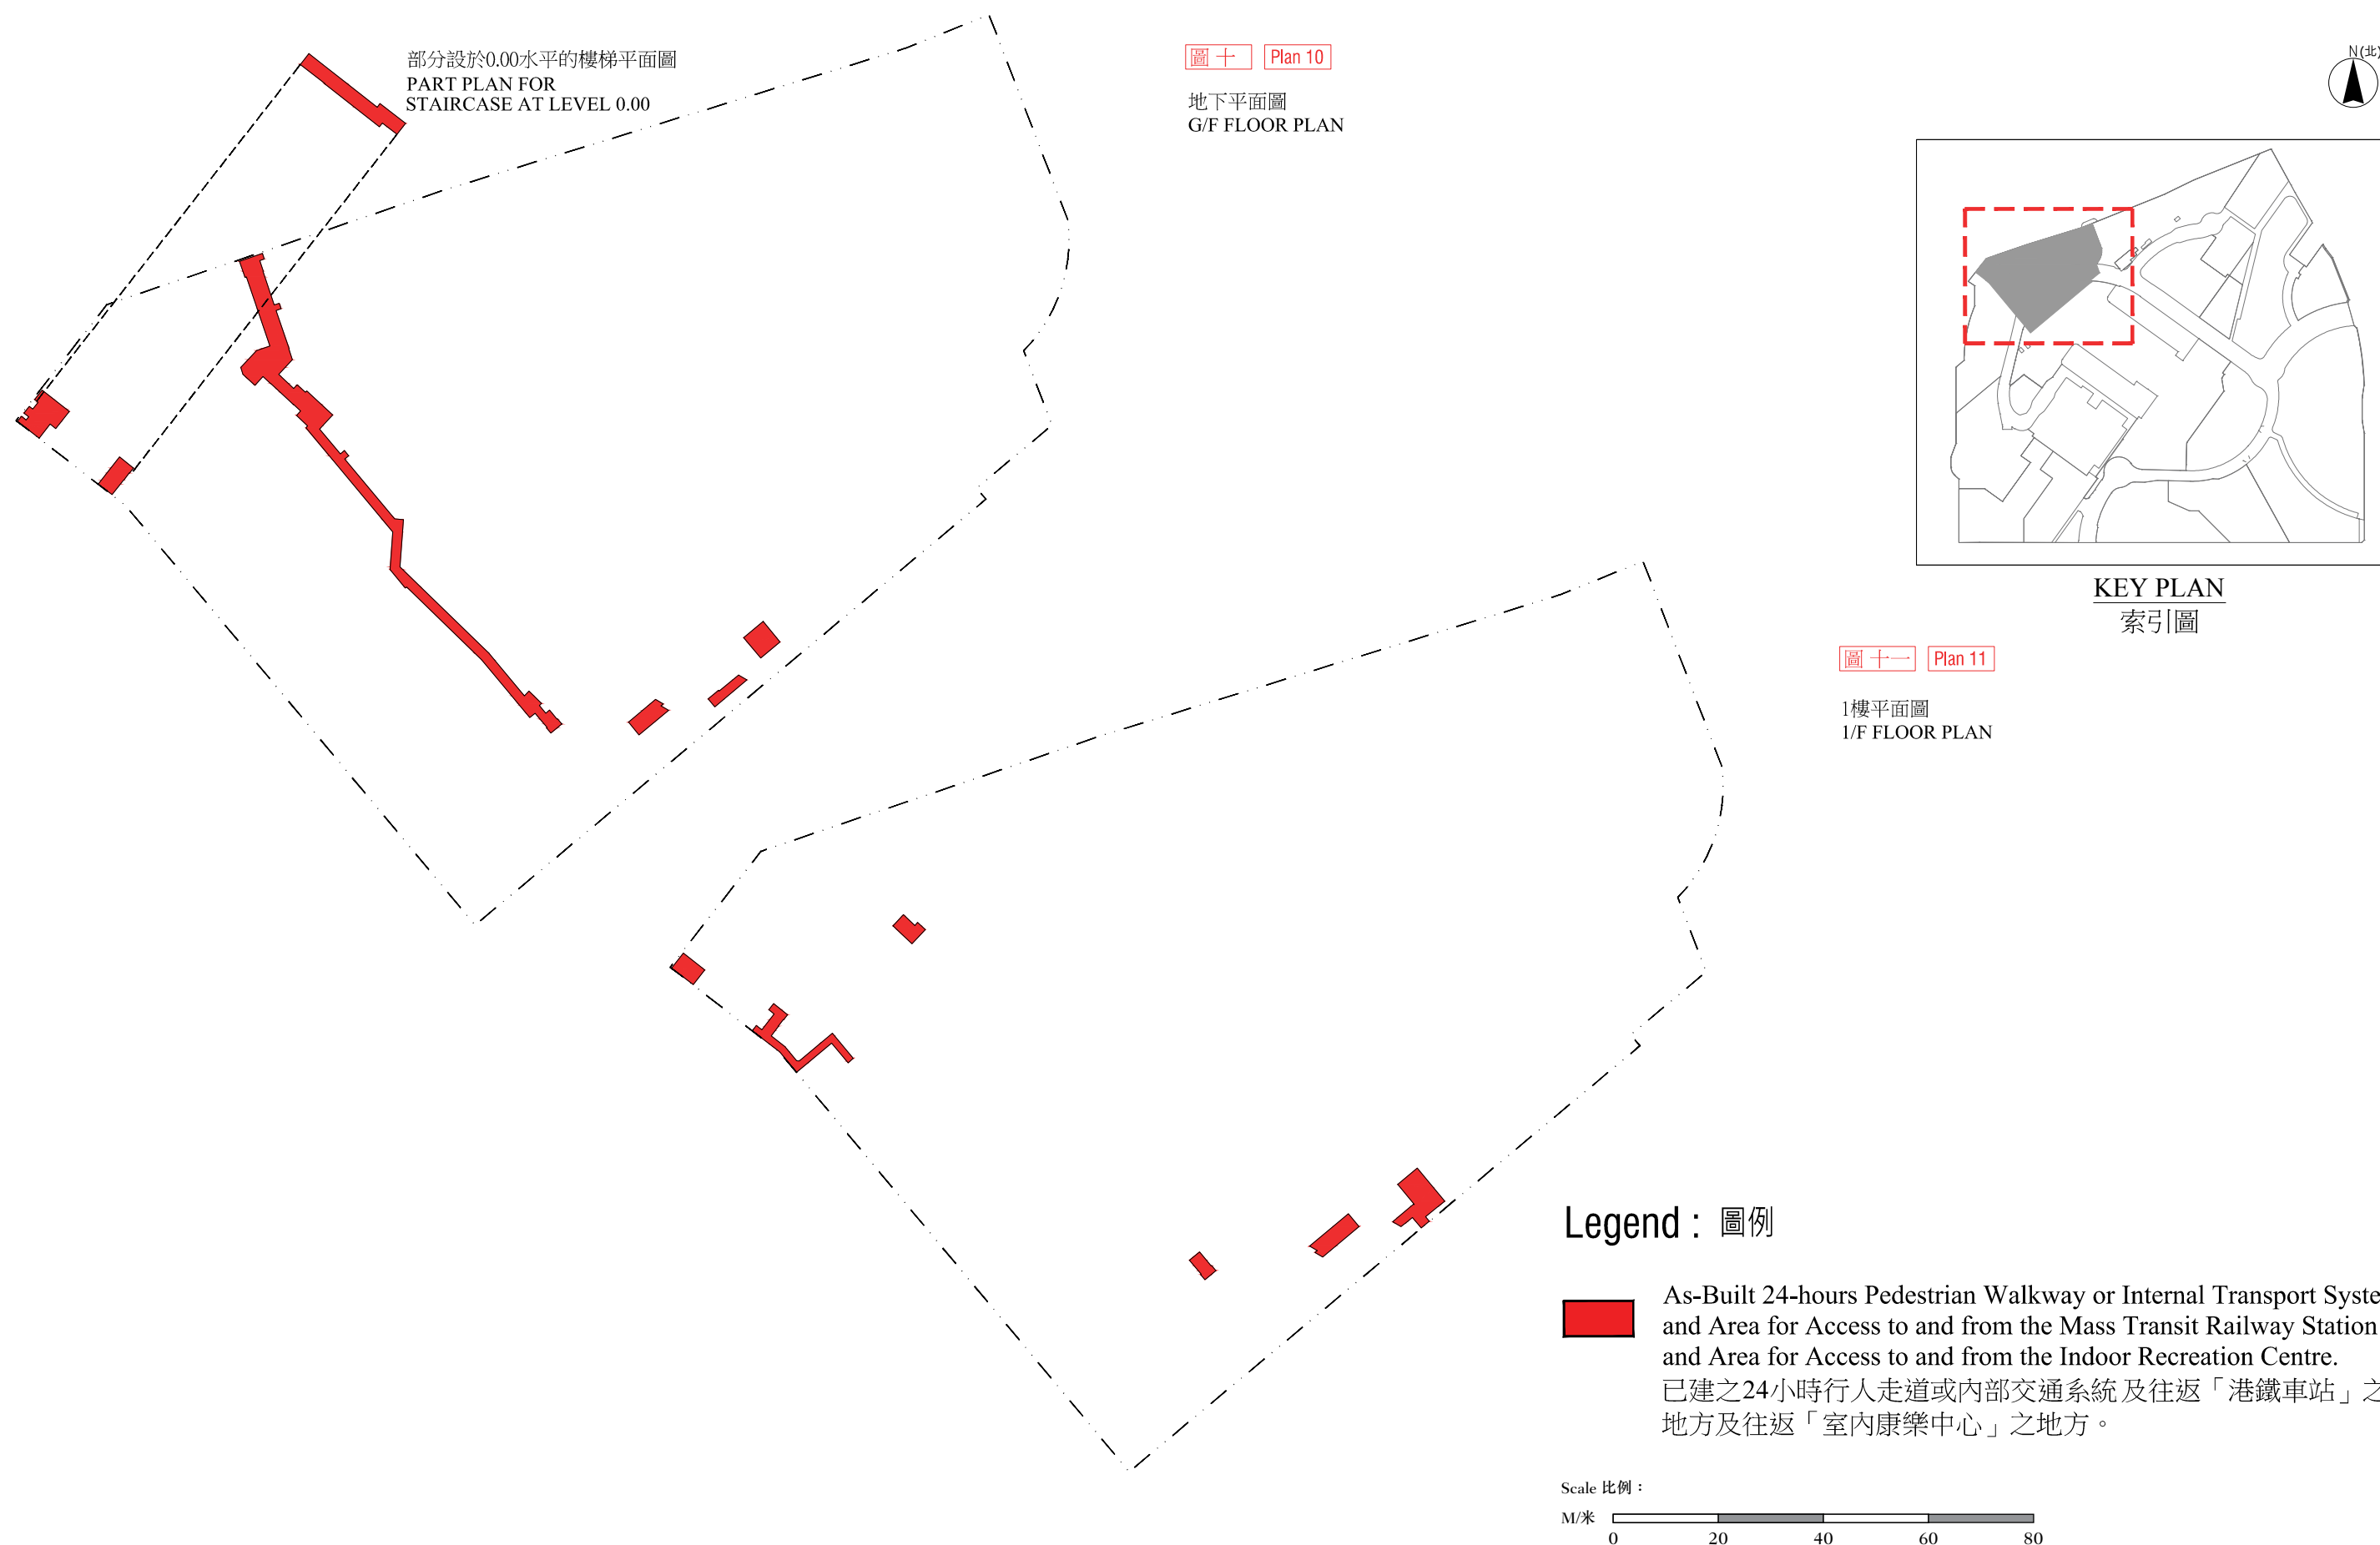 部分設於0.00水平的樓梯平面圖
PART PLAN FOR
STAIRCASE AT LEVEL 0.00
圖 十 Plan 10
地下平面圖
G/F FLOOR PLAN
N(北)
KEY PLAN
索引圖
圖 十一 Plan 11
1樓平面圖
1/F FLOOR PLAN
Legend : 圖例
As-Built 24-hours Pedestrian Walkway or Internal Transport Syste
and Area for Access to and from the Mass Transit Railway Station
and Area for Access to and from the Indoor Recreation Centre.
已建之24小時行人走道或內部交通系統及往返「港鐵車站」之
地方及往返「室內康樂中心」之地方。
Scale 比例：
M/米
0 20 40 60 80